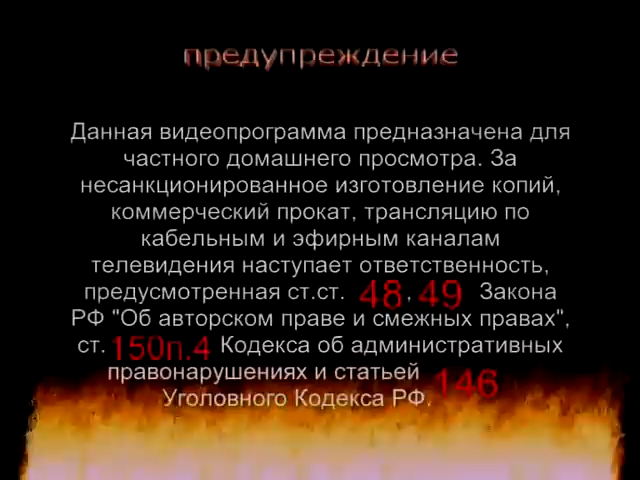 предупреждение
Данная видеопрограмма предназначена для
частного домашнего просмотра. За
несанкционированное изготовление копий,
коммерческий прокат, трансляцию по
кабельным и эфирным каналам
телевидения наступает ответственность,
предусмотренная ст.ст. 48 , 49 Закона
РФ "Об авторском праве и смежных правах",
ст. 150п.4 Кодекса об административных
правонарушениях и статьей 146
Уголовного Кодекса РФ.